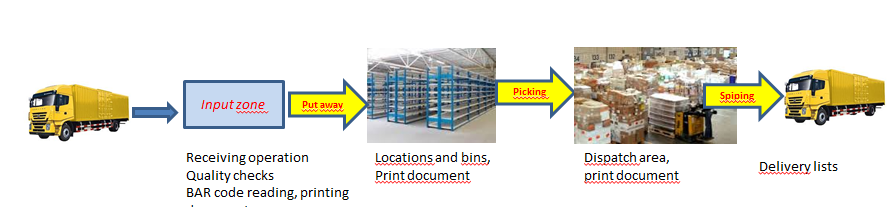 Input zone
Put away
Picking
Spiping
Receiving operation
Quality checks
BAR code reading, printing
Locations and bins,
Print document
Dispatch area,
print document
Delivery lists